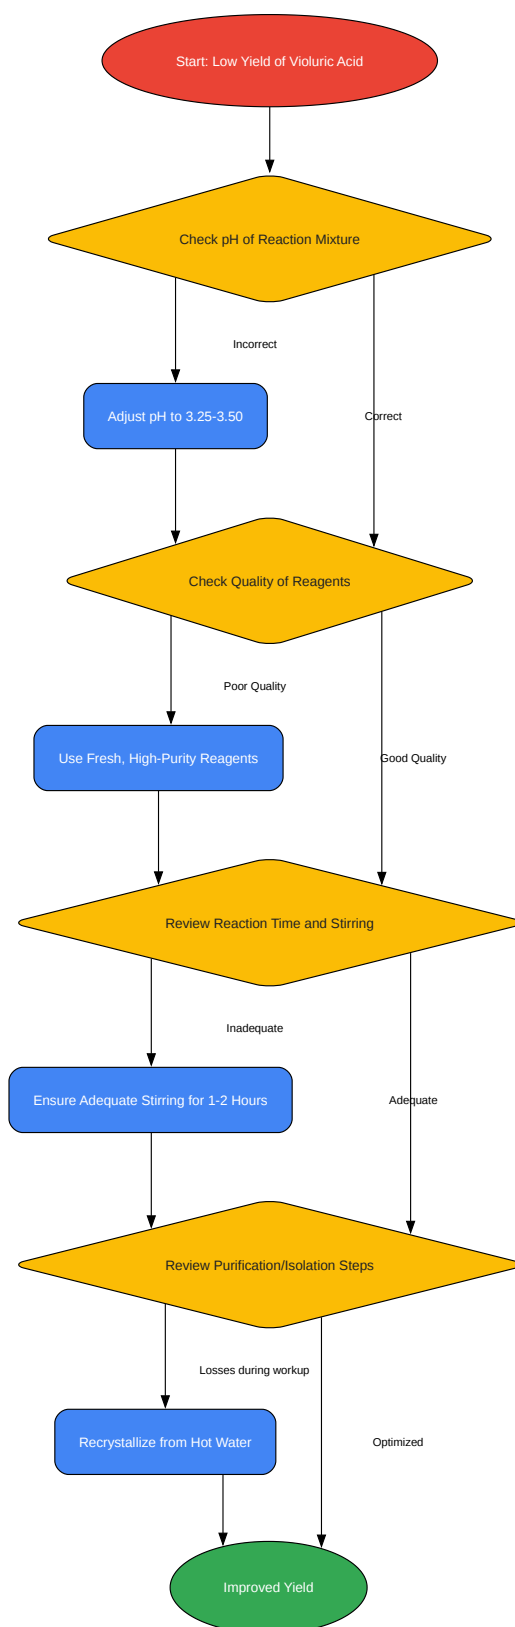 Start: Low Yield of Violuric Acid
Check pH of Reaction Mixture
Incorrect
Adjust pH to 3.25-3.50
Correct
Check Quality of Reagents
Poor Quality
Use Fresh, High-Purity Reagents
Good Quality
Review Reaction Time and Stirring
Inadequate
Ensure Adequate Stirring for 1-2 Hours
Adequate
Review Purification/Isolation Steps
Losses during workup
Recrystallize from Hot Water
Optimized
Improved Yield